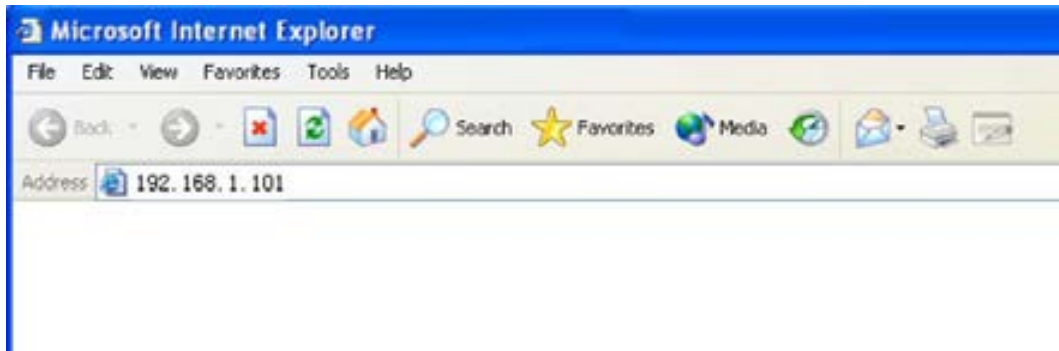 Microsoft Internet Explorer
File Edit View Favorites Tools Help
Back Search Favorites Media
Address 192.168.1.101